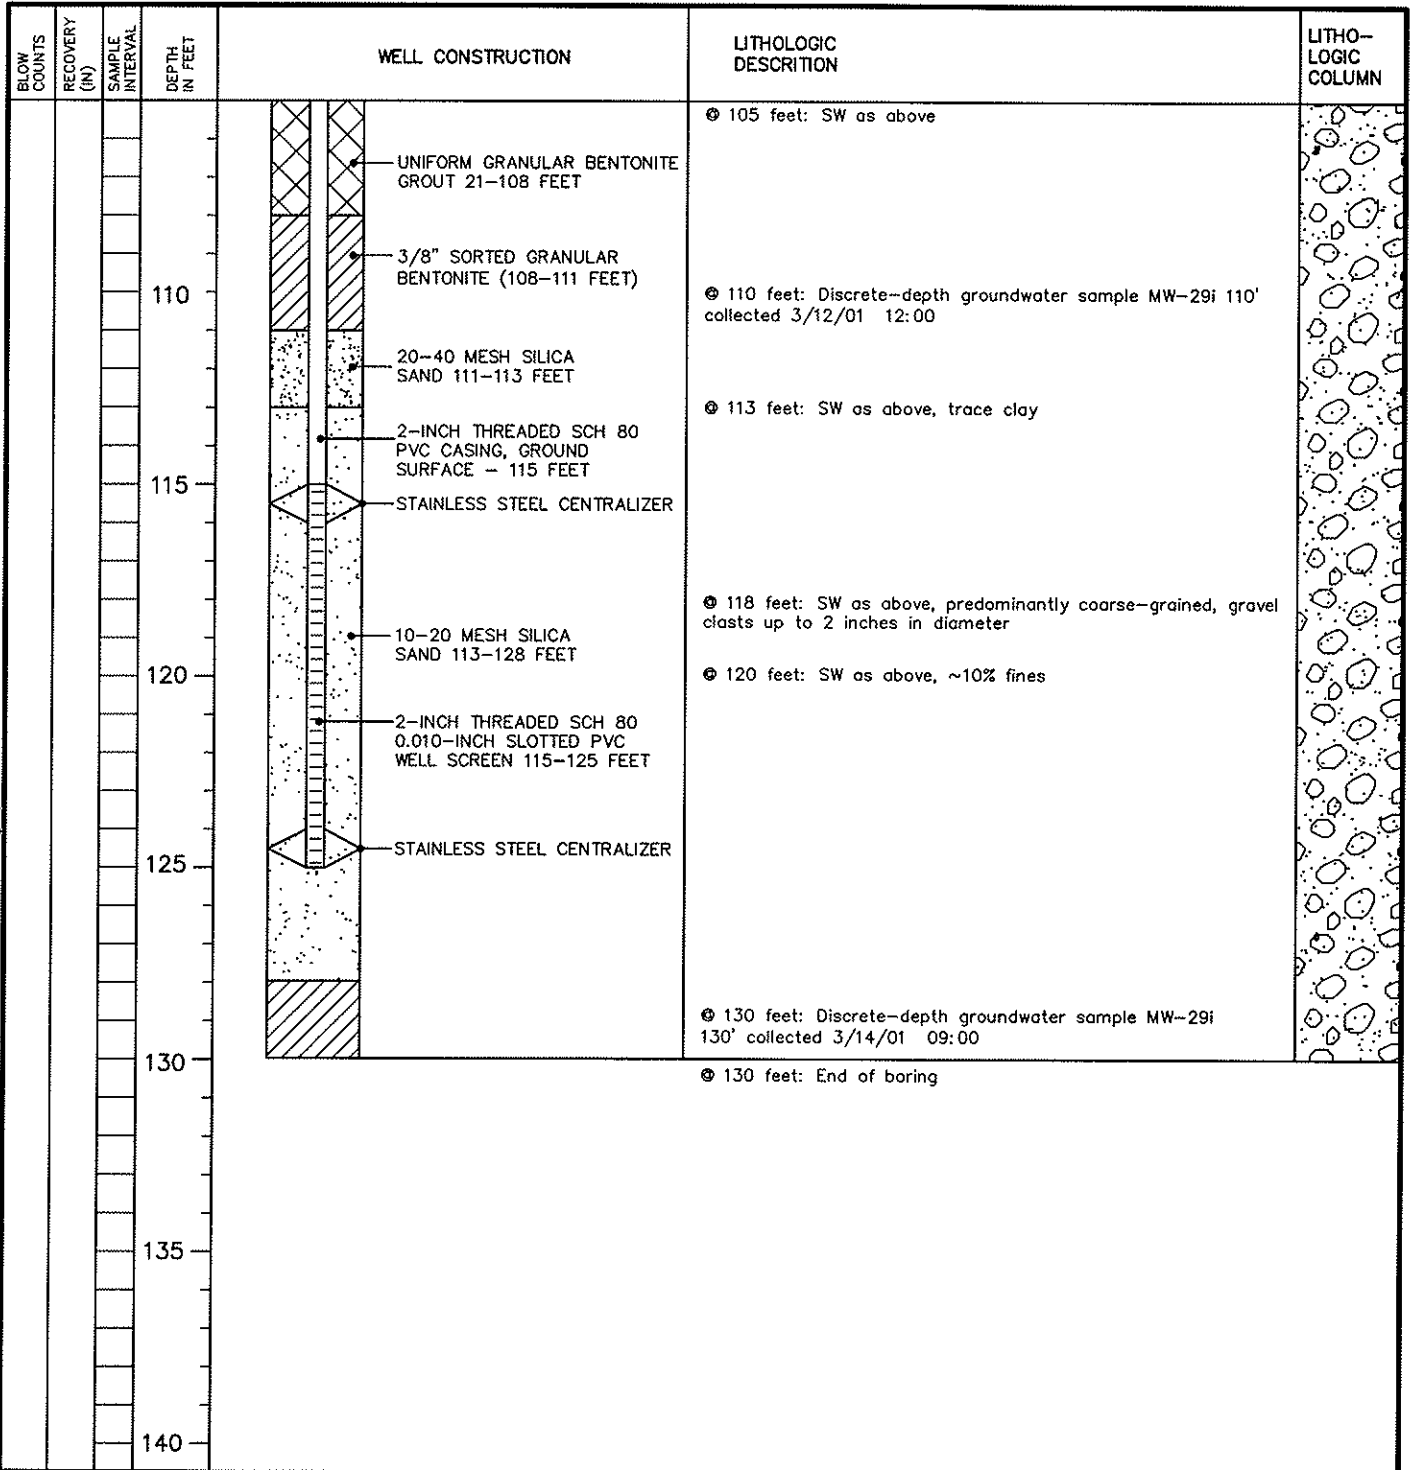 BLOW
COUNTS
RECOVERY
(IN)
SAMPLE
INTERVAL
DEPTH
IN FEET
WELL CONSTRUCTION
LITHOLOGIC
DESCRITION
LITHO-
LOGIC
COLUMN
@ 105 feet: SW as above
UNIFORM GRANULAR BENTONITE
GROUT 21-108 FEET
3/8" SORTED GRANULAR
BENTONITE (108-111 FEET)
110
@ 110 feet: Discrete-depth groundwater sample MW-29i 110'
collected 3/12/01 12:00
20-40 MESH SILICA
SAND 111-113 FEET
@ 113 feet: SW as above, trace clay
2-INCH THREADED SCH 80
PVC CASING, GROUND
SURFACE - 115 FEET
115
STAINLESS STEEL CENTRALIZER
@ 118 feet: SW as above, predominantly coarse-grained, gravel
clasts up to 2 inches in diameter
10-20 MESH SILICA
SAND 113-128 FEET
120
@ 120 feet: SW as above, ~10% fines
2-INCH THREADED SCH 80
0.010-INCH SLOTTED PVC
WELL SCREEN 115-125 FEET
STAINLESS STEEL CENTRALIZER
125
@ 130 feet: Discrete-depth groundwater sample MW-29i
130' collected 3/14/01 09:00
130
@ 130 feet: End of boring
135
140